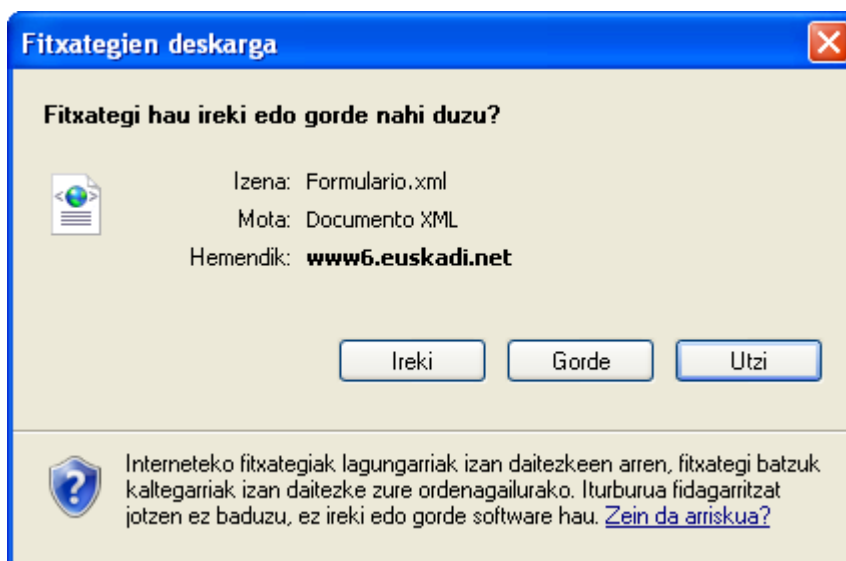 Fitxategien deskarga
Fitxategi hau ireki edo gorde nahi duzu?
Izena: Formulario.xml
Mota: Documento XML
Hemendik: www6.euskadi.net
Ireki Gorde Utzi
Interneteko fitxategiak lagungarriak izan daitezkeen arren, fitxategi batzuk
kaltegarriak izan daitezke zure ordenagailurako. Iturburua fidagarritzat
jotzen ez baduzu, ez ireki edo gorde software hau. Zein da arriskua?